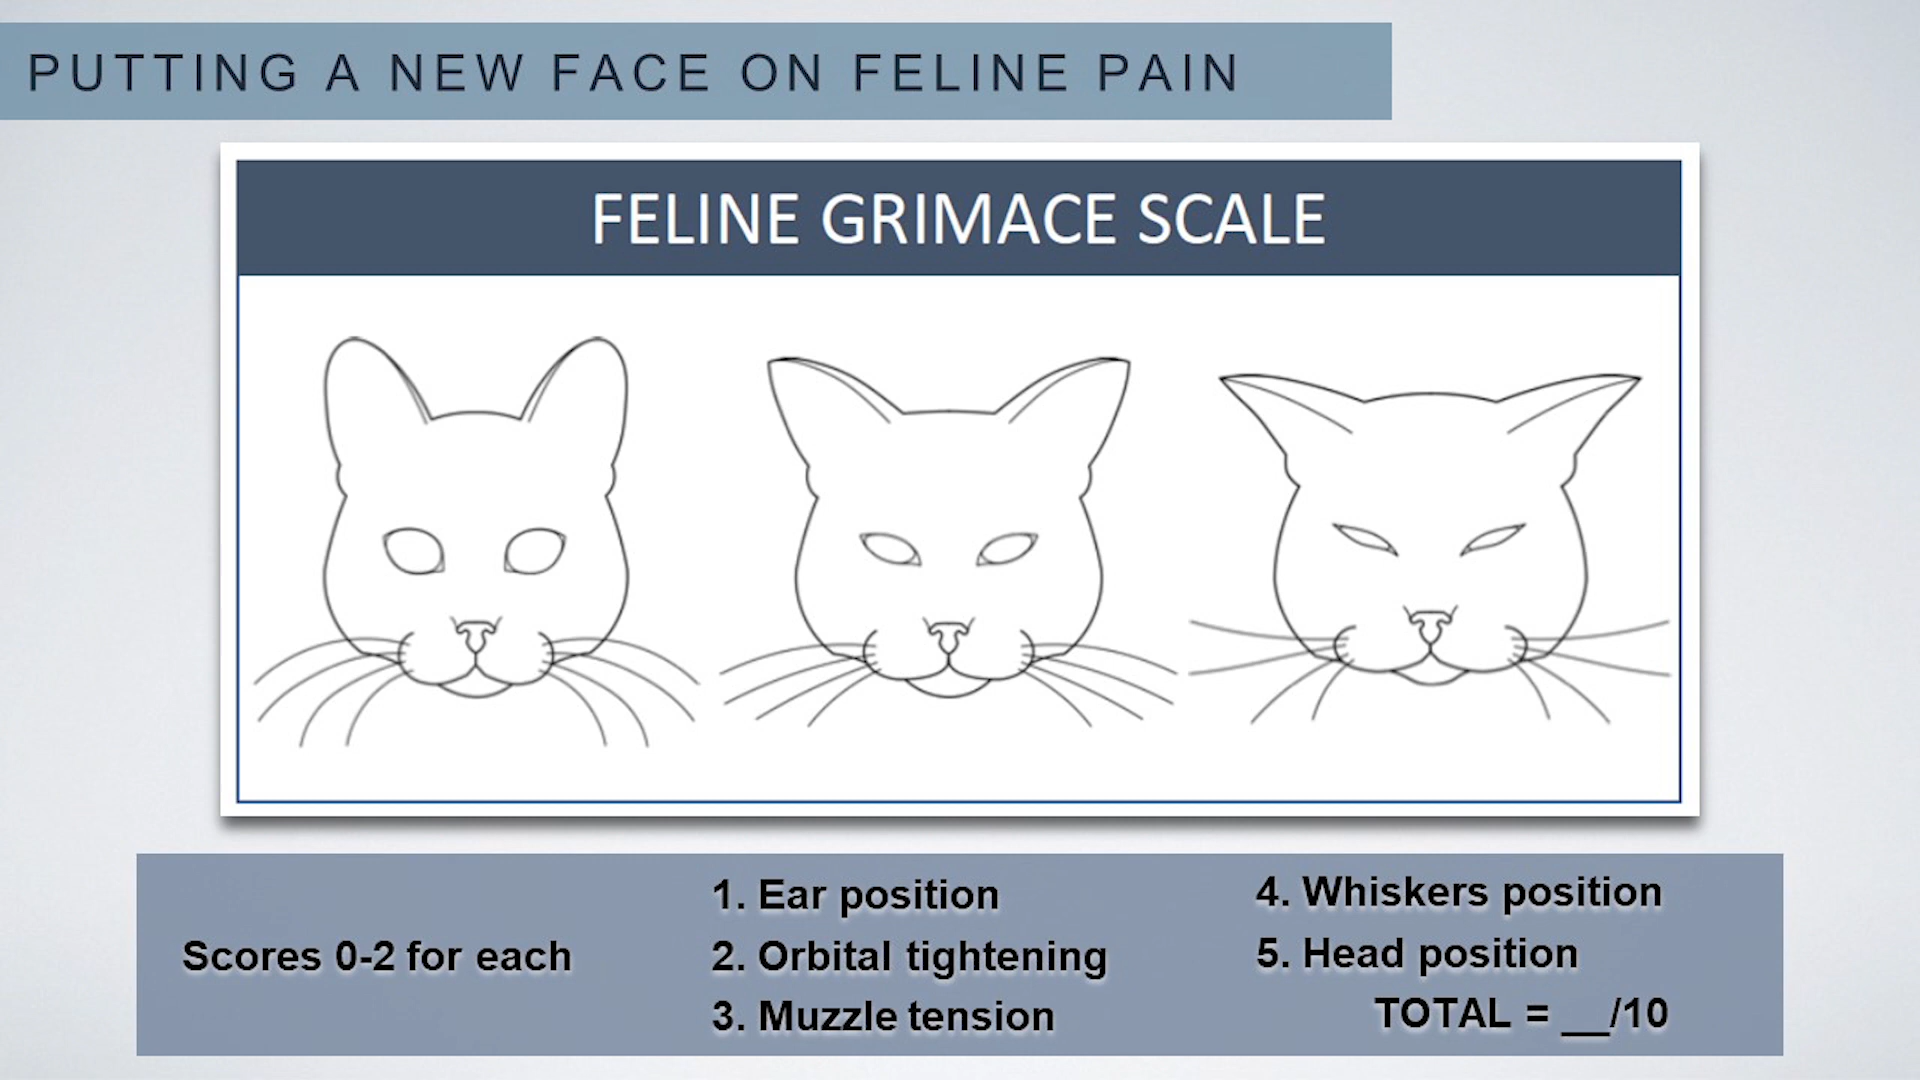 PUTTING A NEW FACE ON FELINE PAIN
FELINE GRIMACE SCALE
Scores 0-2 for each
1. Ear position
2. Orbital tightening
3. Muzzle tension
4. Whiskers position
5. Head position
TOTAL = __/10